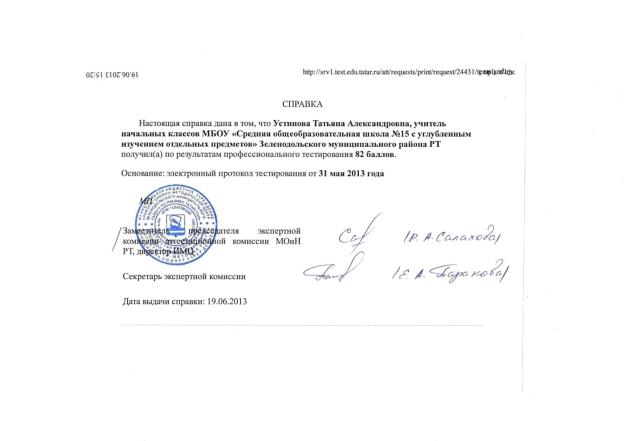 19.06.2013 15:20
http://srv1.test.edu.tatar.ru/att/requests/print/request/24431/
СПРАВКА
Настоящая справка дана в том, что Устинова Татьяна Александровна, учитель
начальных классов МБОУ «Средняя общеобразовательная школа №15 с углубленным
изучением отдельных предметов» Зеленодольского муниципального района РТ
получил(а) по результатам профессионального тестирования 82 баллов.
Основание: электронный протокол тестирования от 31 мая 2013 года
МП
Заместитель председателя экспертной
комиссии аттестационной комиссии МОиН
РТ, директор ИМЦ
/Р. А. Салахова/
Секретарь экспертной комиссии
/Е. А. Таракова/
Дата выдачи справки: 19.06.2013